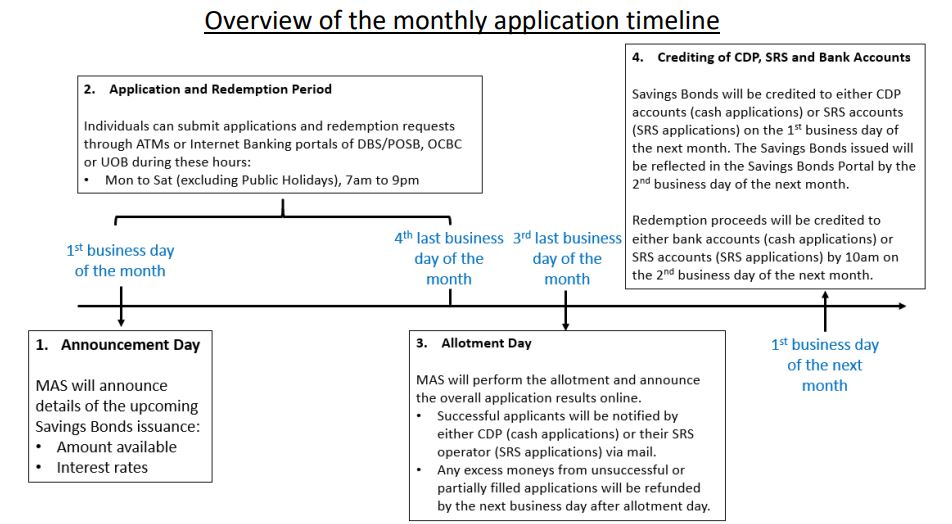 Overview of the monthly application timeline
2. Application and Redemption Period
Individuals can submit applications and redemption requests
through ATMs or Internet Banking portals of DBS/POSB, OCBC
or UOB during these hours:
• Mon to Sat (excluding Public Holidays), 7am to 9pm
4. Crediting of CDP, SRS and Bank Accounts
Savings Bonds will be credited to either CDP
accounts (cash applications) or SRS accounts
(SRS applications) on the 1st business day of
the next month. The Savings Bonds issued will
be reflected in the Savings Bonds Portal by the
2nd business day of the next month.
Redemption proceeds will be credited to
either bank accounts (cash applications) or
SRS accounts (SRS applications) by 10am on
the 2nd business day of the next month.
1st business day
of the month
4th last business
day of the
month
3rd last business
day of the
month
1. Announcement Day
MAS will announce
details of the upcoming
Savings Bonds issuance:
• Amount available
• Interest rates
3. Allotment Day
MAS will perform the allotment and announce
the overall application results online.
• Successful applicants will be notified by
either CDP (cash applications) or their SRS
operator (SRS applications) via mail.
• Any excess moneys from unsuccessful or
partially filled applications will be refunded
by the next business day after allotment day.
1st business day
of the next
month